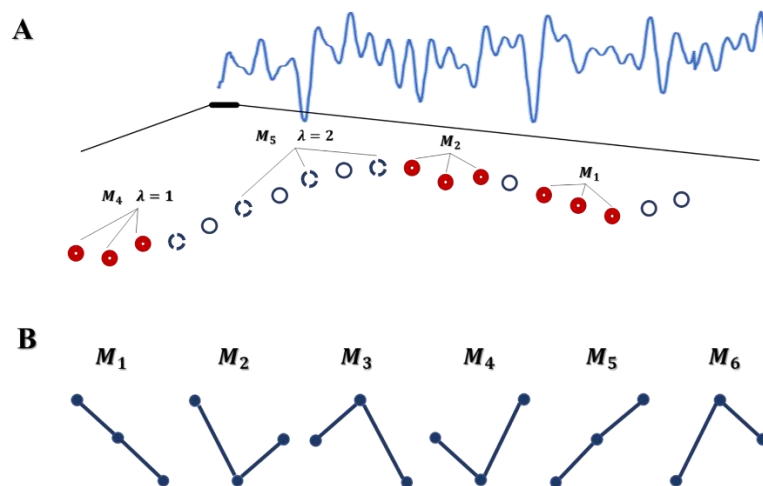 A
M₅ λ = 2
M₂
M₁
M₄ λ = 1
B
M₁ M₂ M₃ M₄ M₅ M₆